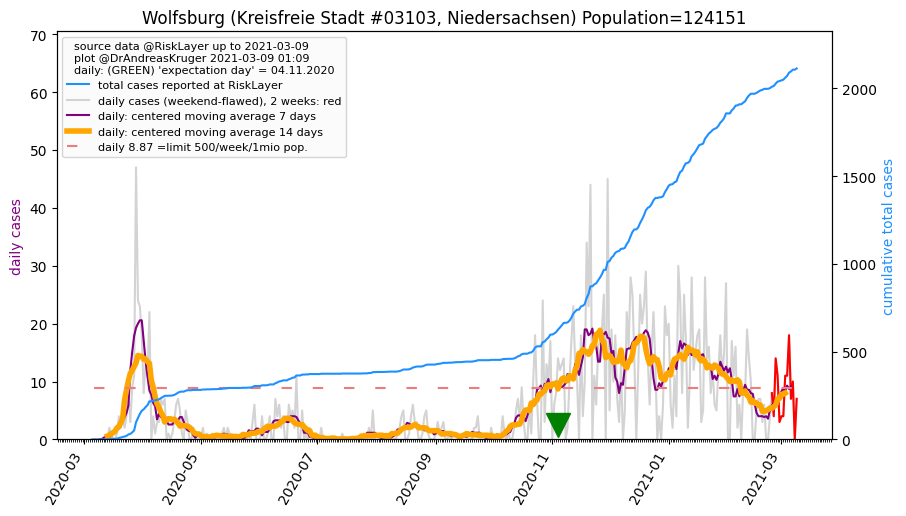 Wolfsburg (Kreisfreie Stadt #03103, Niedersachsen) Population=124151
source data @RiskLayer up to 2021-03-09
plot @DrAndreasKruger 2021-03-09 01:09
daily: (GREEN) 'expectation day' = 04.11.2020
total cases reported at RiskLayer
daily cases (weekend-flawed), 2 weeks: red
daily: centered moving average 7 days
daily: centered moving average 14 days
daily 8.87 =limit 500/week/1mio pop.
daily cases
70
60
50
40
30
20
10
0
cumulative total cases
2000
1500
1000
500
0
2020-03
2020-05
2020-07
2020-09
2020-11
2021-01
2021-03